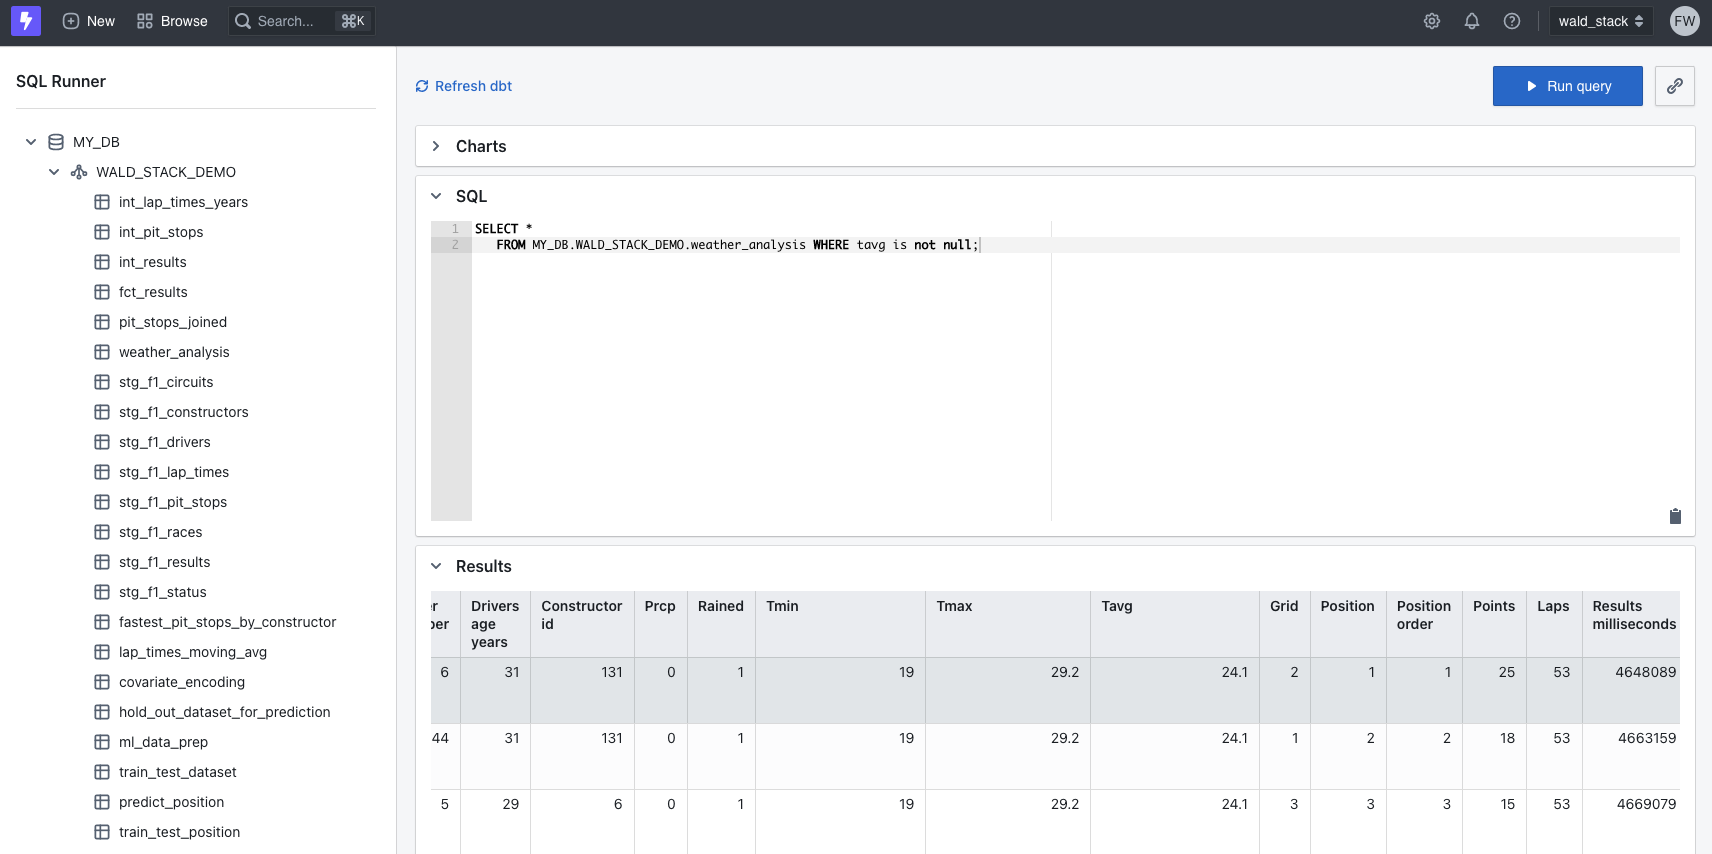 New
Browse
Search...
⌘K
wald_stack
FW
SQL Runner
Refresh dbt
Run query
MY_DB
WALD_STACK_DEMO
int_lap_times_years
int_pit_stops
int_results
fct_results
pit_stops_joined
weather_analysis
stg_f1_circuits
stg_f1_constructors
stg_f1_drivers
stg_f1_lap_times
stg_f1_pit_stops
stg_f1_races
stg_f1_results
stg_f1_status
fastest_pit_stops_by_constructor
lap_times_moving_avg
covariate_encoding
hold_out_dataset_for_prediction
ml_data_prep
train_test_dataset
predict_position
train_test_position
Charts
SQL
1 SELECT *
2 FROM MY_DB.WALD_STACK_DEMO.weather_analysis WHERE tavg is not null;
Results
Drivers Constructor Prcp Rained Tmin Tmax Tavg Grid Position Position Points Laps Results
age id order milliseconds
years
6 31 131 0 1 19 29.2 24.1 2 1 1 25 53 4648089
44 31 131 0 1 19 29.2 24.1 1 2 2 18 53 4663159
5 29 6 0 1 19 29.2 24.1 3 3 3 15 53 4669079